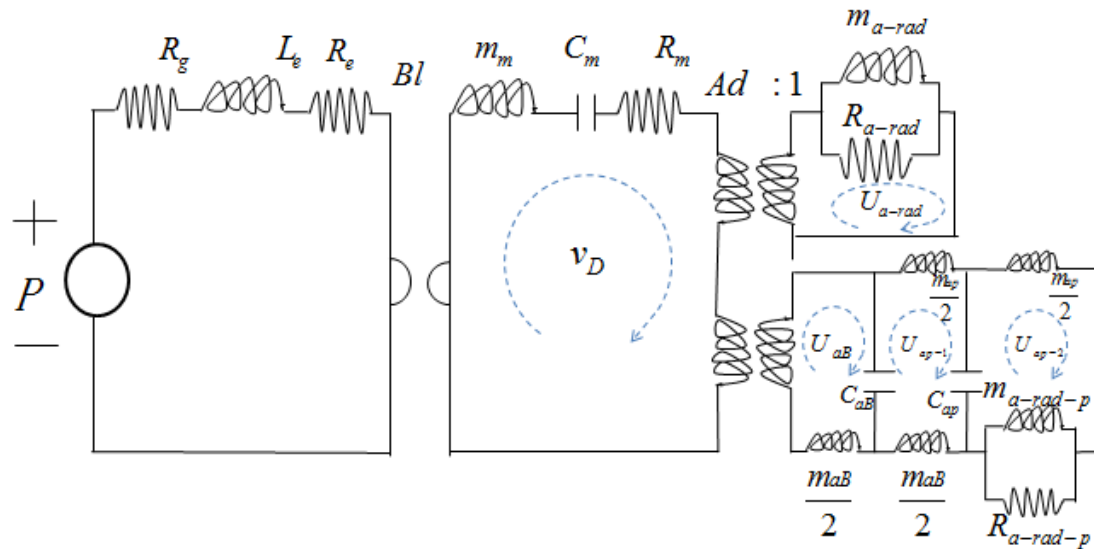 R_g
L_e
R_e
Bl
m_m
C_m
R_m
Ad :1
m_{a-rad}
R_{a-rad}
U_{a-rad}
+
P
−
v_D
m_{ap}/2
m_{ap}/2
U_{aB}
U_{ap-1}
U_{ap-2}
C_{aB}
C_{ap}
m_{a-rad-p}
m_{aB}/2
m_{aB}/2
R_{a-rad-p}